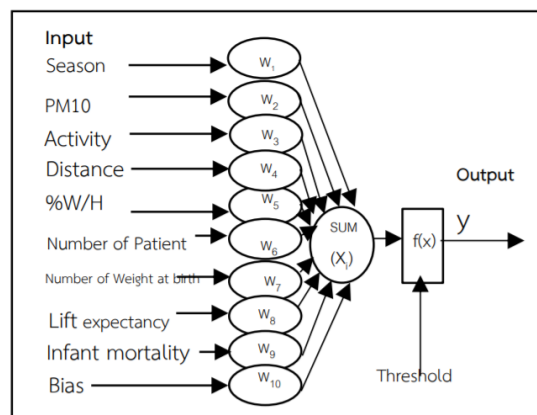 Input
Season
PM10
Activity
Distance
%W/H
Number of Patient
Number of Weight at birth
Lift expectancy
Infant mortality
Bias
W1
W2
W3
W4
W5
W6
W7
W8
W9
W10
SUM
(Xi)
f(x)
Threshold
Output
y